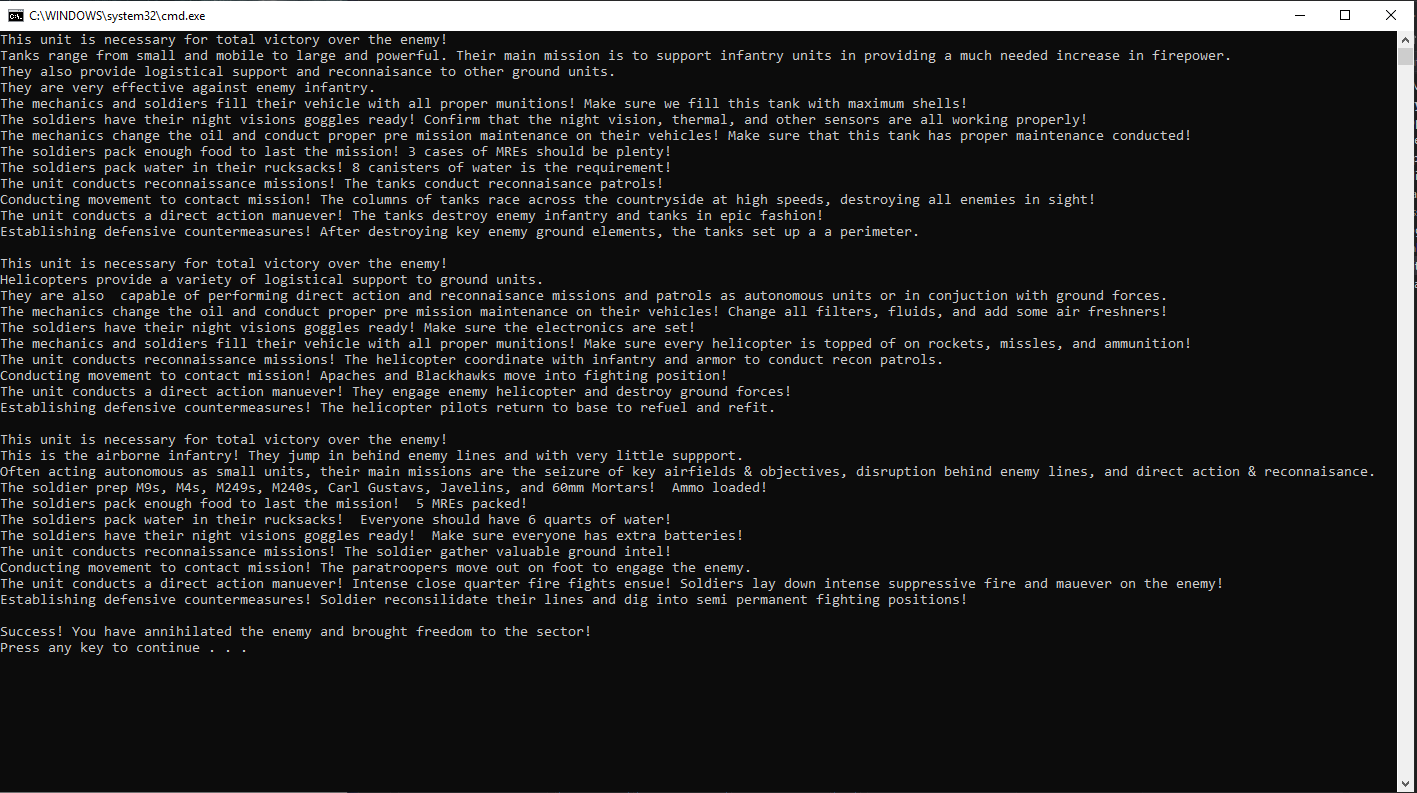 C:\WINDOWS\system32\cmd.exe
This unit is necessary for total victory over the enemy!
Tanks range from small and mobile to large and powerful. Their main mission is to support infantry units in providing a much needed increase in firepower.
They also provide logistical support and reconnaisance to other ground units.
They are very effective against enemy infantry.
The mechanics and soldiers fill their vehicle with all proper munitions! Make sure we fill this tank with maximum shells!
The soldiers have their night visions goggles ready! Confirm that the night vision, thermal, and other sensors are all working properly!
The mechanics change the oil and conduct proper pre mission maintenance on their vehicles! Make sure that this tank has proper maintenance conducted!
The soldiers pack enough food to last the mission! 3 cases of MREs should be plenty!
The soldiers pack water in their rucksacks! 8 canisters of water is the requirement!
The unit conducts reconnaissance missions! The tanks conduct reconnaisance patrols!
Conducting movement to contact mission! The columns of tanks race across the countryside at high speeds, destroying all enemies in sight!
The unit conducts a direct action manuever! The tanks destroy enemy infantry and tanks in epic fashion!
Establishing defensive countermeasures! After destroying key enemy ground elements, the tanks set up a a perimeter.

This unit is necessary for total victory over the enemy!
Helicopters provide a variety of logistical support to ground units.
They are also  capable of performing direct action and reconnaisance missions and patrols as autonomous units or in conjuction with ground forces.
The mechanics change the oil and conduct proper pre mission maintenance on their vehicles! Change all filters, fluids, and add some air freshners!
The soldiers have their night visions goggles ready! Make sure the electronics are set!
The mechanics and soldiers fill their vehicle with all proper munitions! Make sure every helicopter is topped of on rockets, missles, and ammunition!
The unit conducts reconnaissance missions! The helicopter coordinate with infantry and armor to conduct recon patrols.
Conducting movement to contact mission! Apaches and Blackhawks move into fighting position!
The unit conducts a direct action manuever! They engage enemy helicopter and destroy ground forces!
Establishing defensive countermeasures! The helicopter pilots return to base to refuel and refit.

This unit is necessary for total victory over the enemy!
This is the airborne infantry! They jump in behind enemy lines and with very little suppport.
Often acting autonomous as small units, their main missions are the seizure of key airfields & objectives, disruption behind enemy lines, and direct action & reconnaisance.
The soldier prep M9s, M4s, M249s, M240s, Carl Gustavs, Javelins, and 60mm Mortars!  Ammo loaded!
The soldiers pack enough food to last the mission!  5 MREs packed!
The soldiers pack water in their rucksacks!  Everyone should have 6 quarts of water!
The soldiers have their night visions goggles ready!  Make sure everyone has extra batteries!
The unit conducts reconnaissance missions! The soldier gather valuable ground intel!
Conducting movement to contact mission! The paratroopers move out on foot to engage the enemy.
The unit conducts a direct action manuever! Intense close quarter fire fights ensue! Soldiers lay down intense suppressive fire and mauever on the enemy!
Establishing defensive countermeasures! Soldier reconsilidate their lines and dig into semi permanent fighting positions!

Success! You have annihilated the enemy and brought freedom to the sector!
Press any key to continue . . .